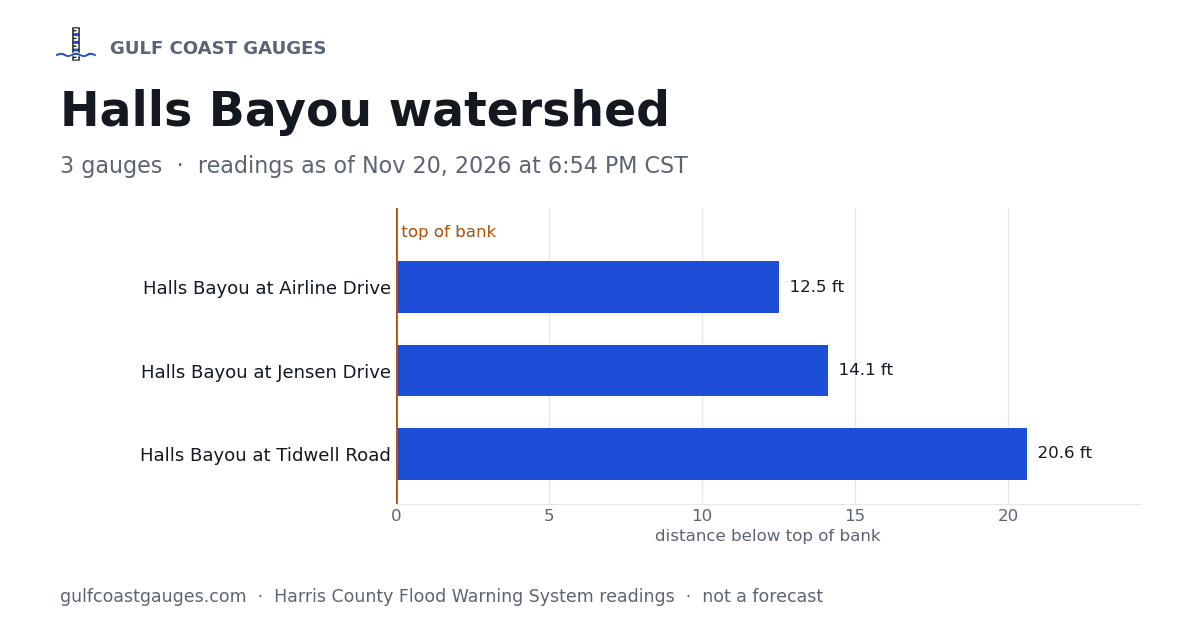 GULF COAST GAUGES
Halls Bayou watershed
3 gauges · readings as of Nov 20, 2026 at 6:54 PM CST
top of bank
Halls Bayou at Airline Drive 12.5 ft
Halls Bayou at Jensen Drive 14.1 ft
Halls Bayou at Tidwell Road 20.6 ft
0 5 10 15 20
distance below top of bank
gulfcoastgauges.com · Harris County Flood Warning System readings · not a forecast